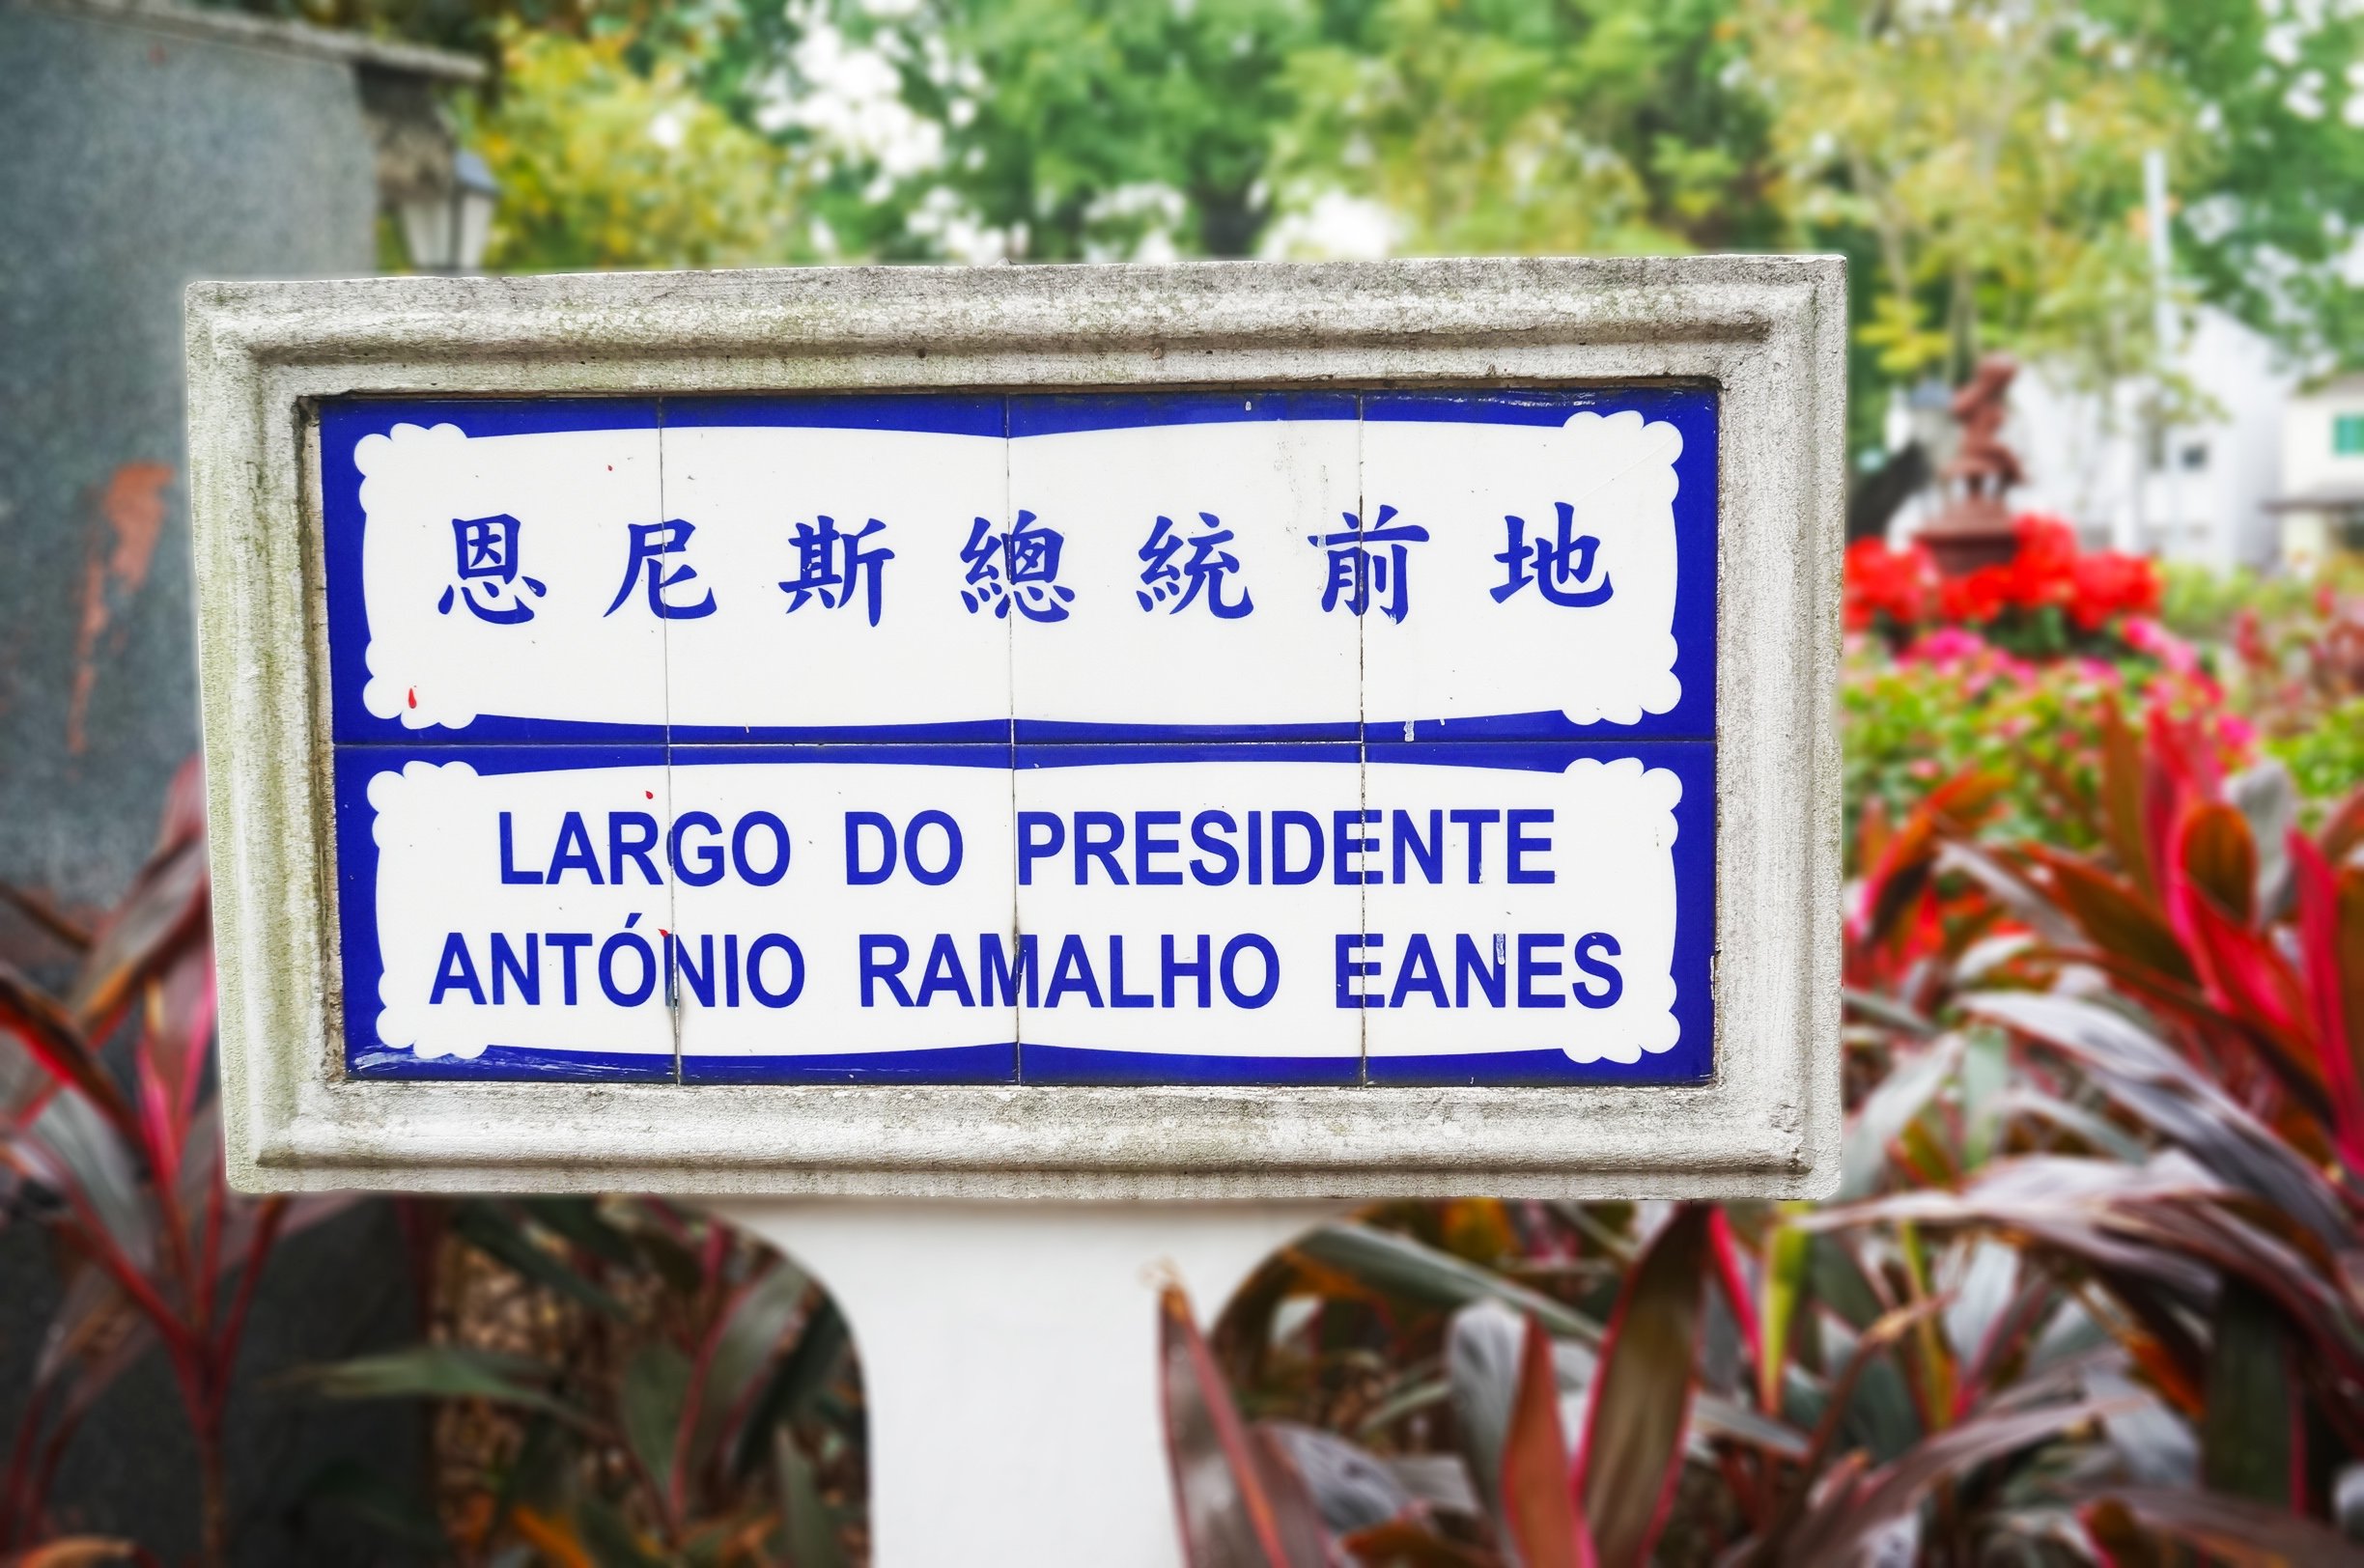 恩尼斯總統前地
LARGO DO PRESIDENTE
ANTÓNIO RAMALHO EANES